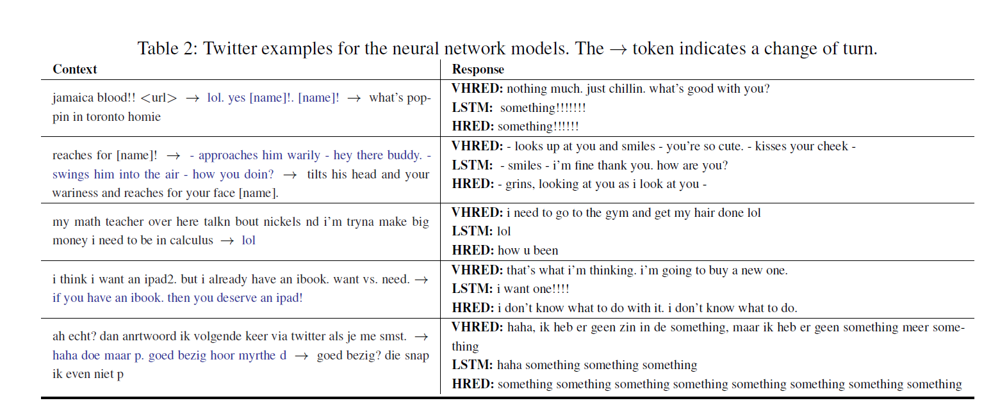 Table 2: Twitter examples for the neural network models. The → token indicates a change of turn.
Context
Response
jamaica blood!! <url> → lol. yes [name]!. [name]! → what's pop-
pin in toronto homie
VHRED: nothing much. just chillin. what's good with you?
LSTM: something!!!!!!!
HRED: something!!!!!!
reaches for [name]! → - approaches him warily - hey there buddy. -
swings him into the air - how you doin? → tilts his head and your
wariness and reaches for your face [name].
VHRED: - looks up at you and smiles - you're so cute. - kisses your cheek -
LSTM: - smiles - i'm fine thank you. how are you?
HRED: - grins, looking at you as i look at you -
my math teacher over here talkn bout nickels nd i'm tryna make big
money i need to be in calculus → lol
VHRED: i need to go to the gym and get my hair done lol
LSTM: lol
HRED: how u been
i think i want an ipad2. but i already have an ibook. want vs. need. →
if you have an ibook. then you deserve an ipad!
VHRED: that's what i'm thinking. i'm going to buy a new one.
LSTM: i want one!!!!
HRED: i don't know what to do with it. i don't know what to do.
ah echt? dan anrtwoord ik volgende keer via twitter als je me smst. →
haha doe maar p. goed bezig hoor myrthe d → goed bezig? die snap
ik even niet p
VHRED: haha, ik heb er geen zin in de something, maar ik heb er geen something meer some-
thing
LSTM: haha something something something
HRED: something something something something something something something something